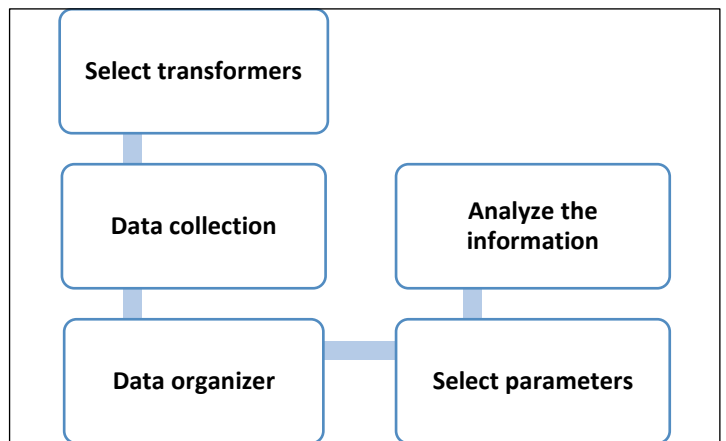 Select transformers
Data collection
Data organizer
Select parameters
Analyze the
information